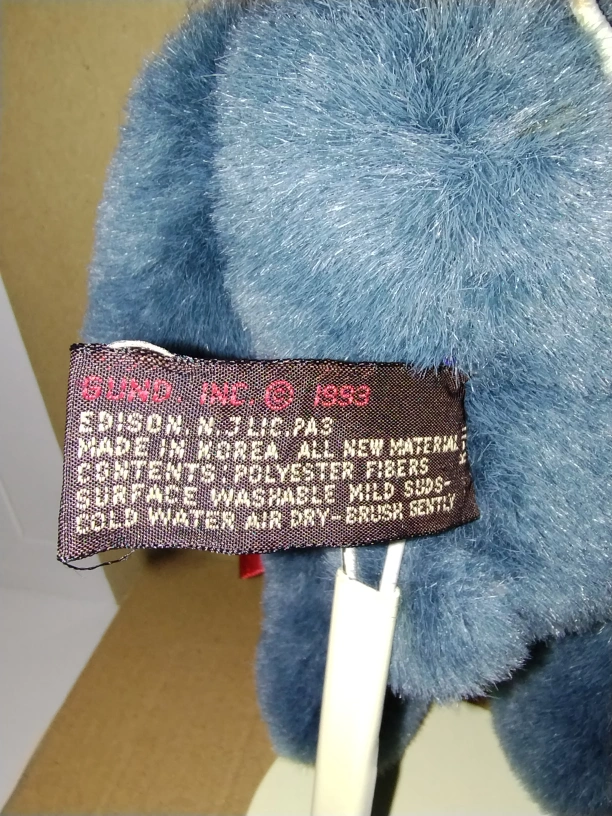 GUND INC © 1993
EDISON, N.J LIC.PA3
MADE IN KOREA ALL NEW MATERIAL
CONTENTS: POLYESTER FIBERS
SURFACE WASHABLE MILD SUDS-
COLD WATER AIR DRY-BRUSH GENTLY